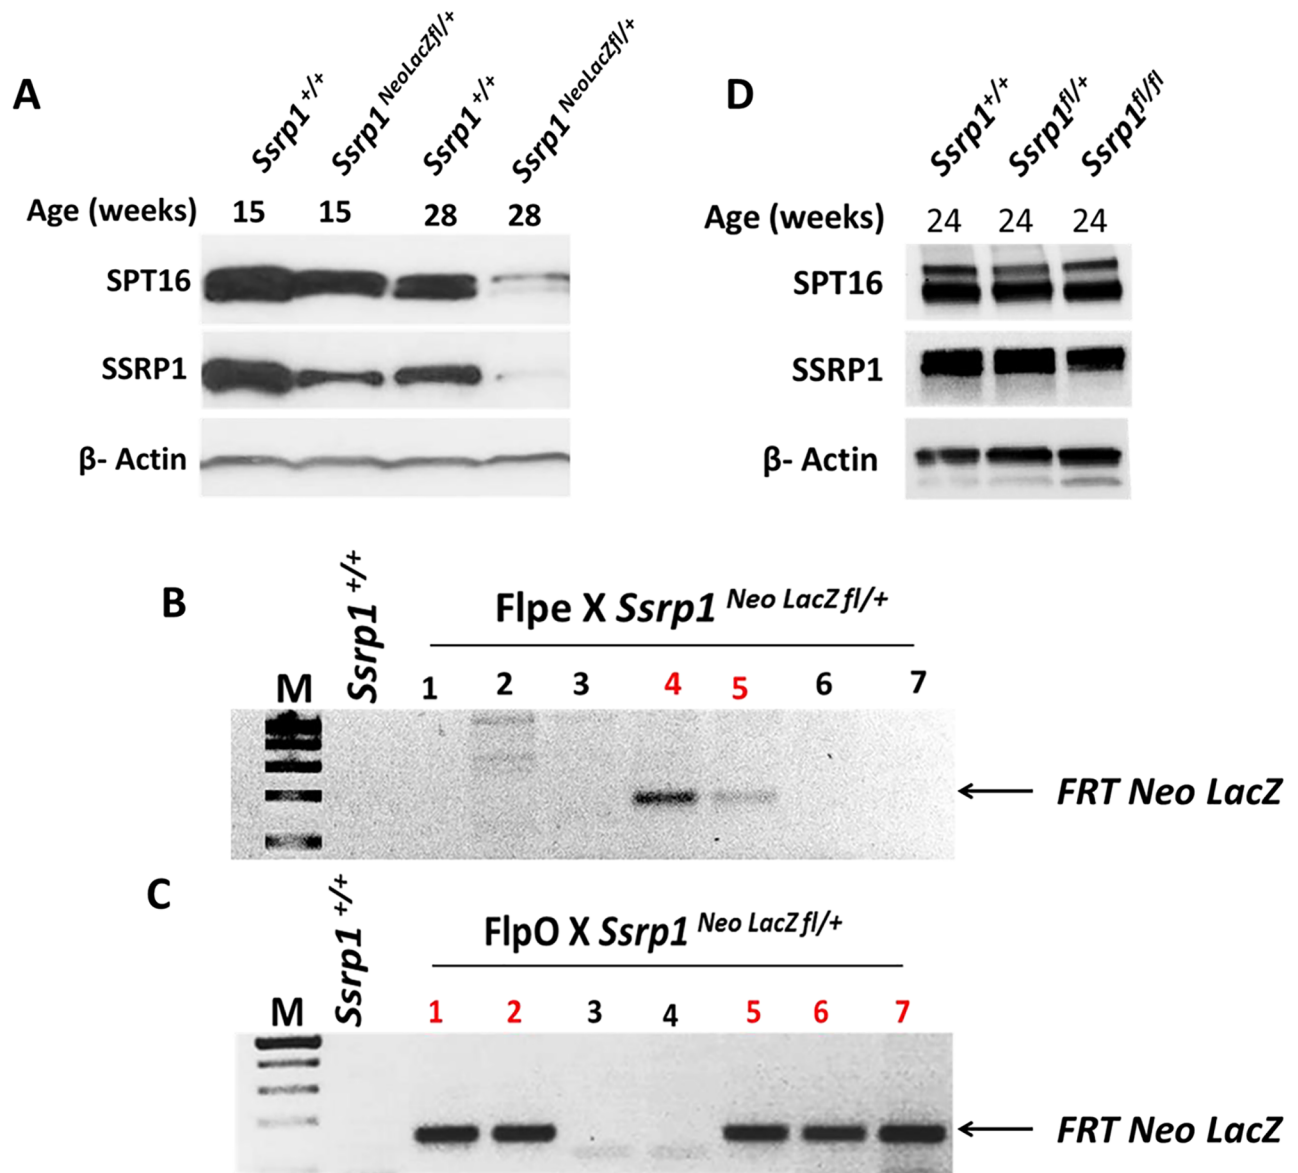 A
Ssrp1 +/+
Ssrp1 NeoLacZfl/+
Ssrp1 +/+
Ssrp1 NeoLacZfl/+
Age (weeks) 15 15 28 28
SPT16
SSRP1
β- Actin
D
Ssrp1+/+
Ssrp1fl/+
Ssrp1fl/fl
Age (weeks) 24 24 24
SPT16
SSRP1
β- Actin
B
Ssrp1 +/+
Flpe X Ssrp1 Neo LacZ fl/+
M 1 2 3 4 5 6 7
FRT Neo LacZ
C
Ssrp1 +/+
FlpO X Ssrp1 Neo LacZ fl/+
M 1 2 3 4 5 6 7
FRT Neo LacZ